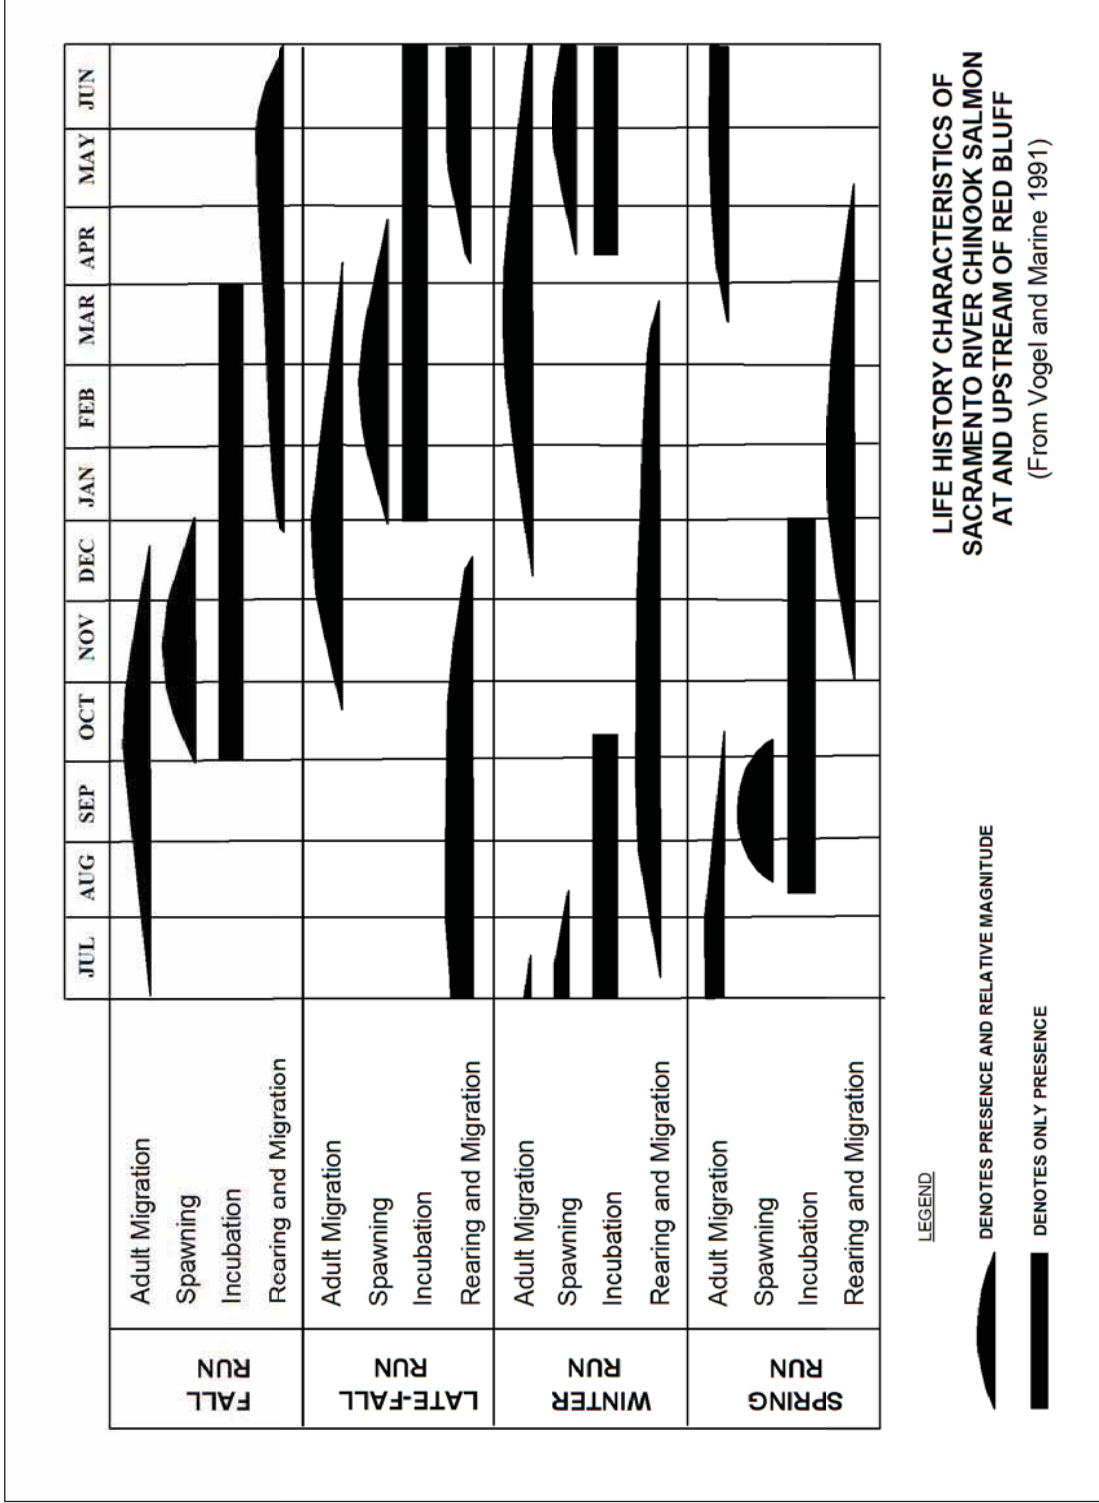 JUL AUG SEP OCT NOV DEC JAN FEB MAR APR MAY JUN
FALL
RUN
Adult Migration
Spawning
Incubation
Rearing and Migration
LATE-FALL
RUN
Adult Migration
Spawning
Incubation
Rearing and Migration
WINTER
RUN
Adult Migration
Spawning
Incubation
Rearing and Migration
SPRING
RUN
Adult Migration
Spawning
Incubation
Rearing and Migration
LEGEND
DENOTES PRESENCE AND RELATIVE MAGNITUDE
DENOTES ONLY PRESENCE
LIFE HISTORY CHARACTERISTICS OF
SACRAMENTO RIVER CHINOOK SALMON
AT AND UPSTREAM OF RED BLUFF
(From Vogel and Marine 1991)